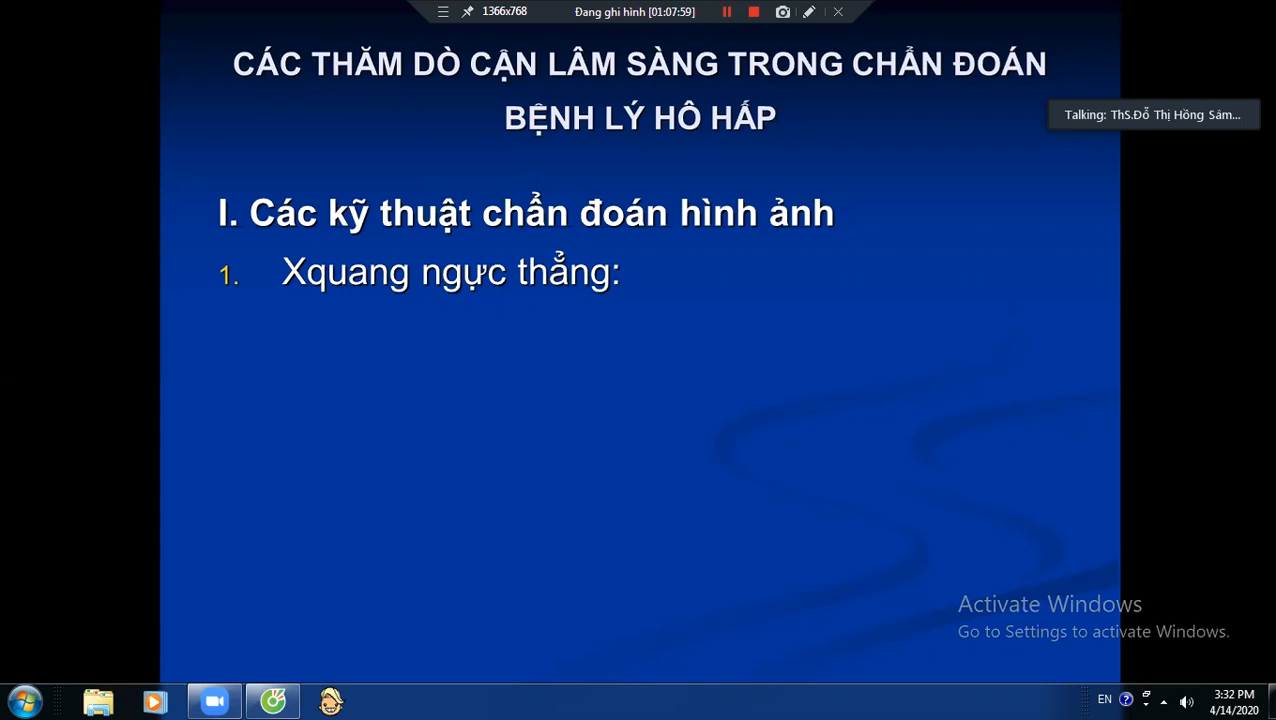 1366x768
Đang ghi hình [01:07:59]
CÁC THĂM DÒ CẬN LÂM SÀNG TRONG CHẨN ĐOÁN
BỆNH LÝ HÔ HẤP
Talking: ThS.Đỗ Thị Hồng Sâm...
I. Các kỹ thuật chẩn đoán hình ảnh
1. Xquang ngực thẳng:
Activate Windows
Go to Settings to activate Windows.
EN
3:32 PM
4/14/2020